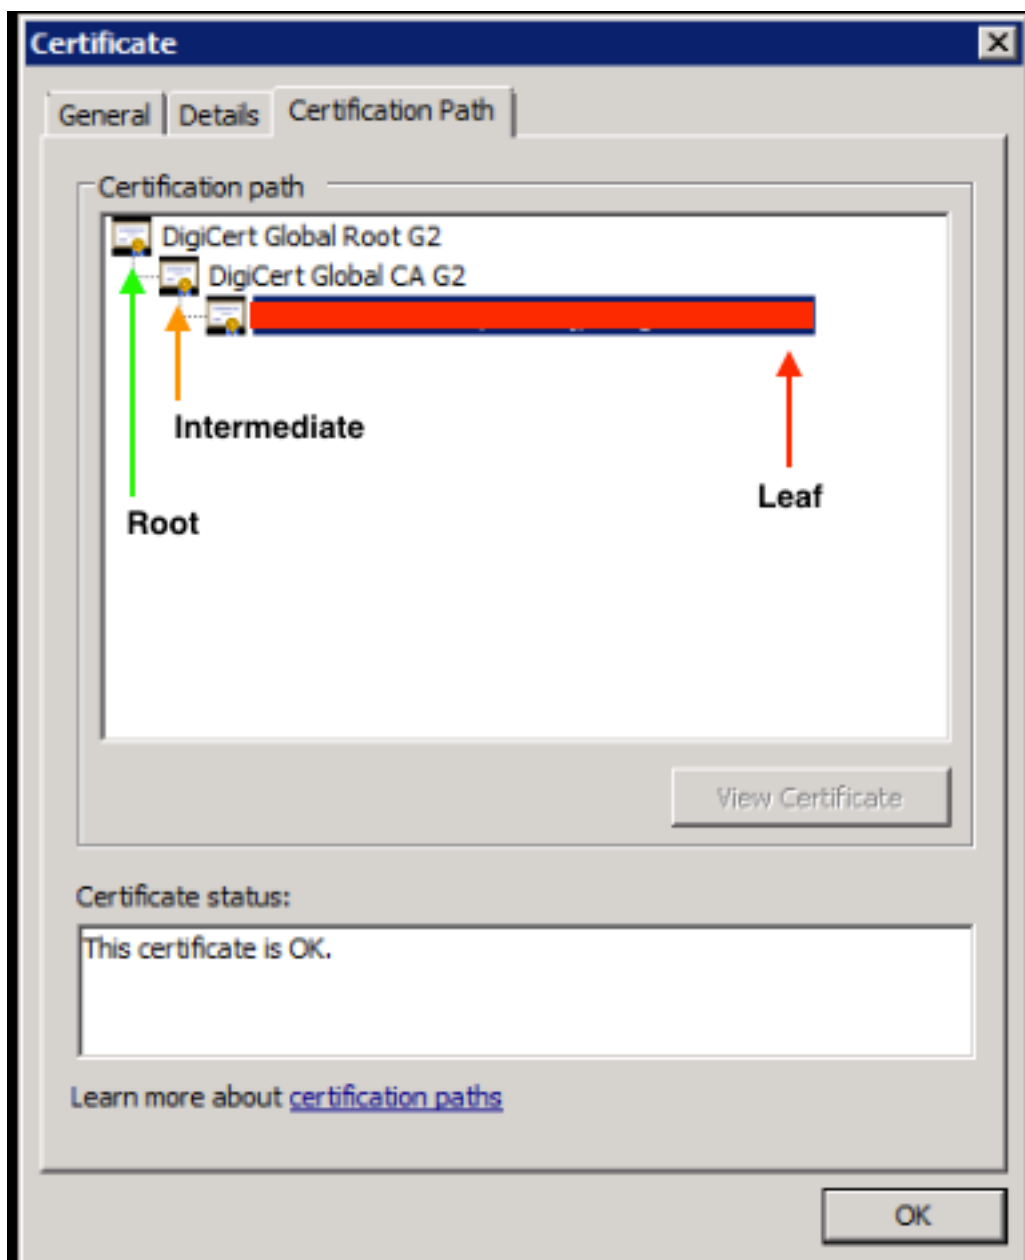 Certificate
General Details Certification Path
Certification path
DigiCert Global Root G2
DigiCert Global CA G2
Intermediate
Leaf
Root
View Certificate
Certificate status:
This certificate is OK.
Learn more about certification paths
OK